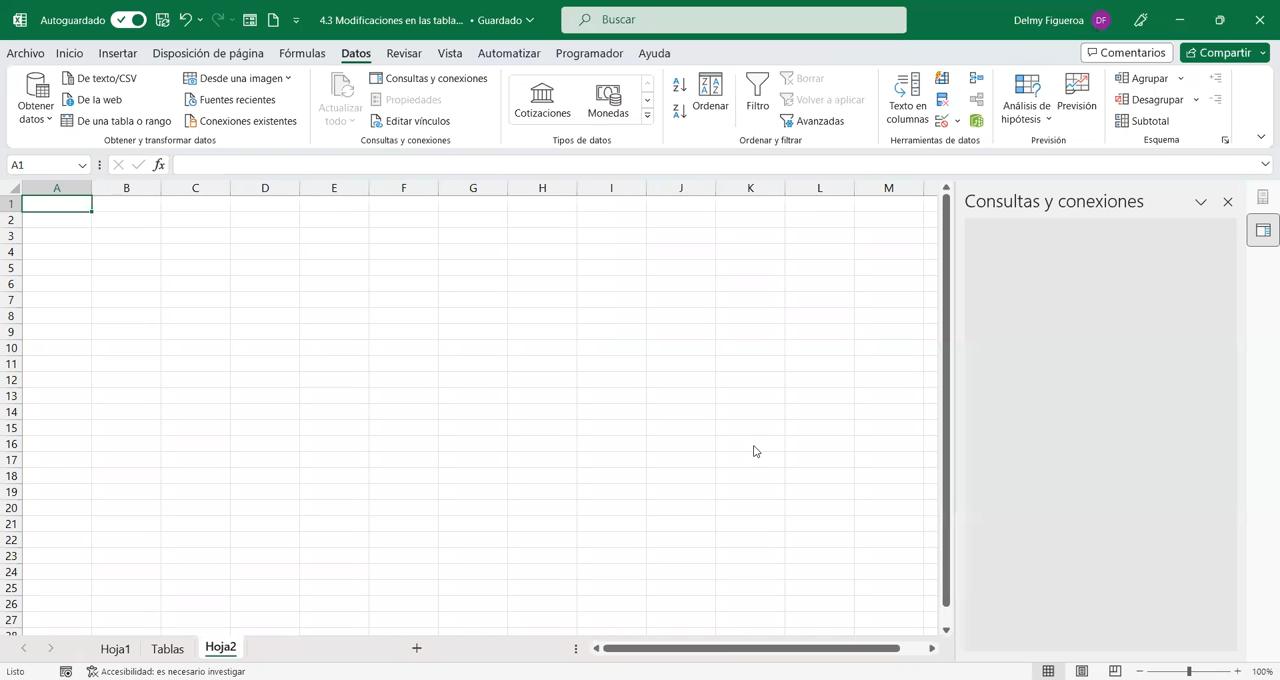 Autoguardado
4.3 Modificaciones en las tabla... • Guardado
Buscar
Delmy Figueroa
DF
Archivo Inicio Insertar Disposición de página Fórmulas Datos Revisar Vista Automatizar Programador Ayuda
Comentarios
Compartir
Obtener datos
De texto/CSV
De la web
De una tabla o rango
Desde una imagen
Fuentes recientes
Conexiones existentes
Obtener y transformar datos
Actualizar todo
Consultas y conexiones
Propiedades
Editar vínculos
Consultas y conexiones
Cotizaciones
Monedas
Tipos de datos
Ordenar
Filtro
Borrar
Volver a aplicar
Avanzadas
Ordenar y filtrar
Texto en columnas
Herramientas de datos
Análisis de hipótesis
Previsión
Previsión
Agrupar
Desagrupar
Subtotal
Esquema
A1
fx
A B C D E F G H I J K L M
1
2
3
4
5
6
7
8
9
10
11
12
13
14
15
16
17
18
19
20
21
22
23
24
25
26
27
28
Consultas y conexiones
Hoja1 Tablas Hoja2
Listo
Accesibilidad: es necesario investigar
100%